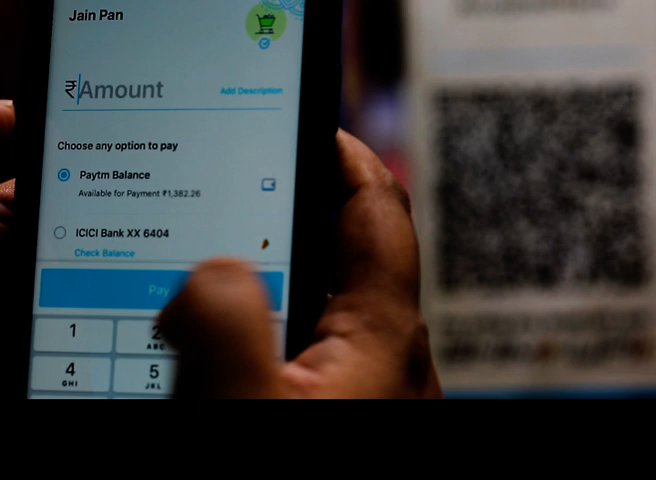 Jain Pan
₹ Amount
Add Description
Choose any option to pay
Paytm Balance
Available for Payment ₹1,382.26
ICICI Bank XX 6404
Check Balance
Pay
1
2
ABC
4
GHI
5
JKL